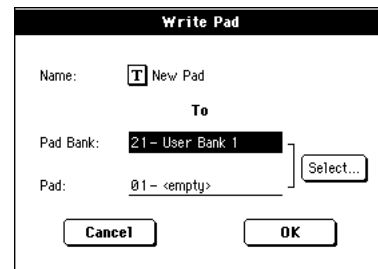 Write Pad
Name: T New Pad
To
Pad Bank: 21- User Bank 1
Select...
Pad: 01- <empty>
Cancel OK